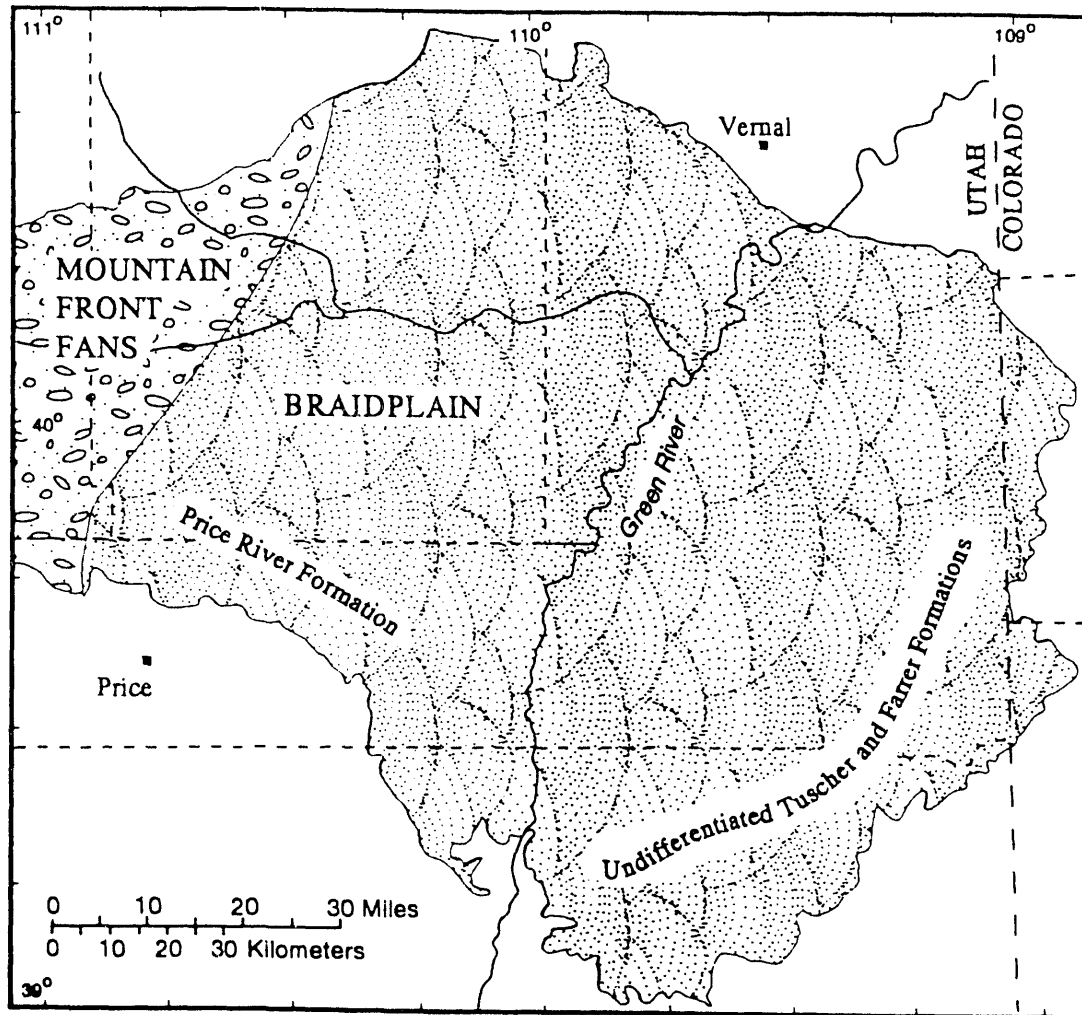 111°
110°
109°
Vernal
UTAH
COLORADO
MOUNTAIN
FRONT
FANS
40°
BRAIDPLAIN
Green River
Price River Formation
Price
Undifferentiated Tuscher and Farrer Formations
0 10 20 30 Miles
0 10 20 30 Kilometers
39°